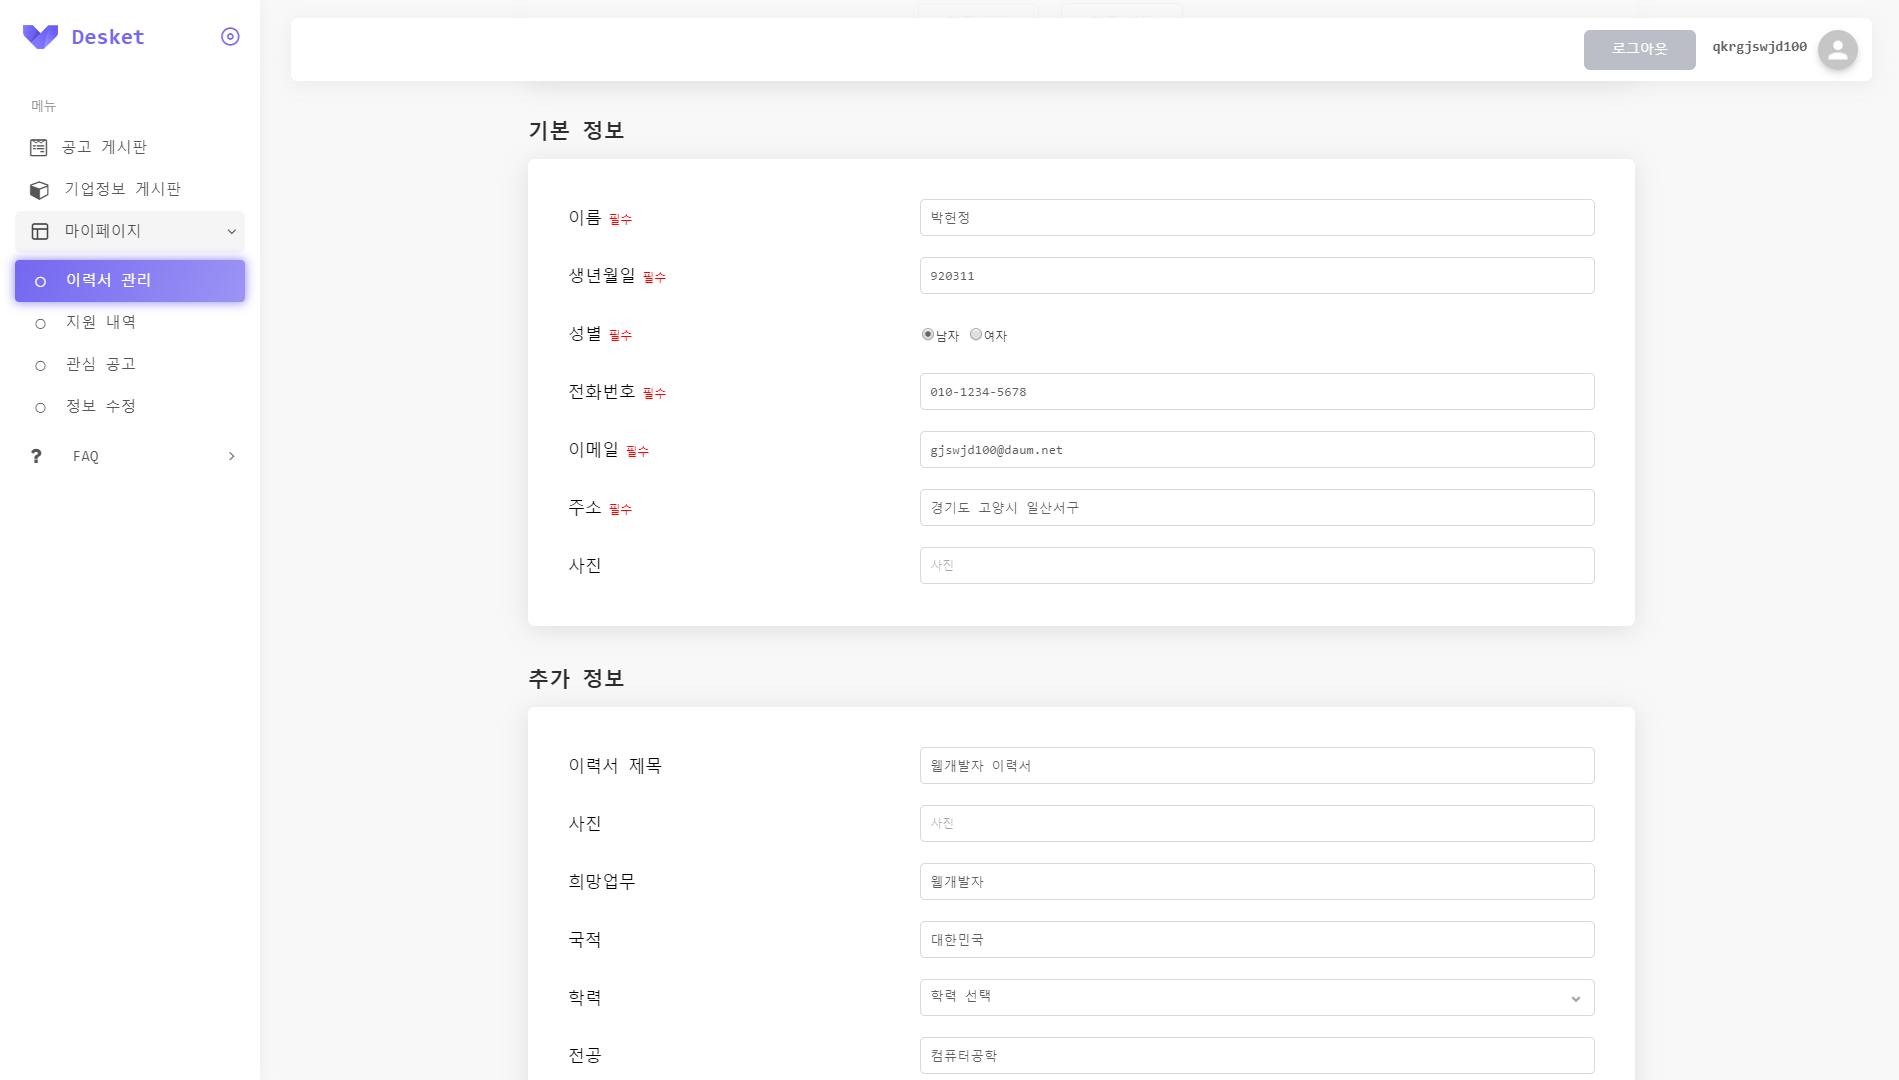 Desket
로그아웃
qkrgjswjd100
메뉴
공고 게시판
기업정보 게시판
마이페이지
이력서 관리
지원 내역
관심 공고
정보 수정
? FAQ
기본 정보
이름 필수
박헌정
생년월일 필수
920311
성별 필수
남자 여자
전화번호 필수
010-1234-5678
이메일 필수
gjswjd100@daum.net
주소 필수
경기도 고양시 일산서구
사진
사진
추가 정보
이력서 제목
웹개발자 이력서
사진
사진
희망업무
웹개발자
국적
대한민국
학력
학력 선택
전공
컴퓨터공학